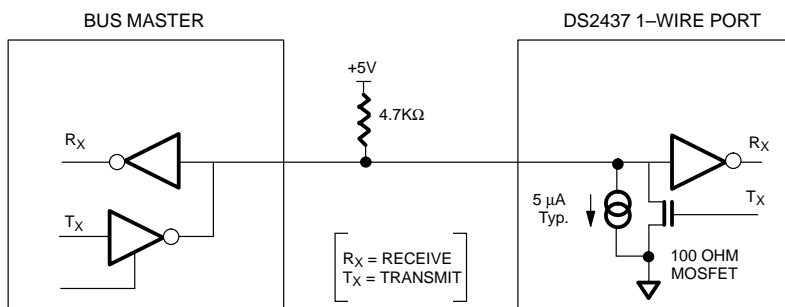 BUS MASTER
DS2437 1–WIRE PORT
+5V
4.7KΩ
RX
RX
TX
5 μA
Typ.
TX
RX = RECEIVE
TX = TRANSMIT
100 OHM
MOSFET